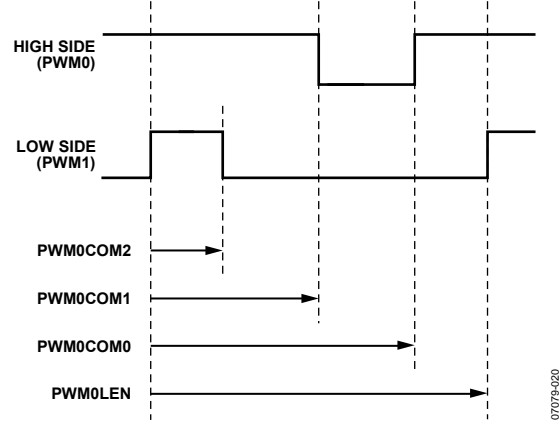 HIGH SIDE
(PWM0)
LOW SIDE
(PWM1)
PWM0COM2
PWM0COM1
PWM0COM0
PWM0LEN
07079-020